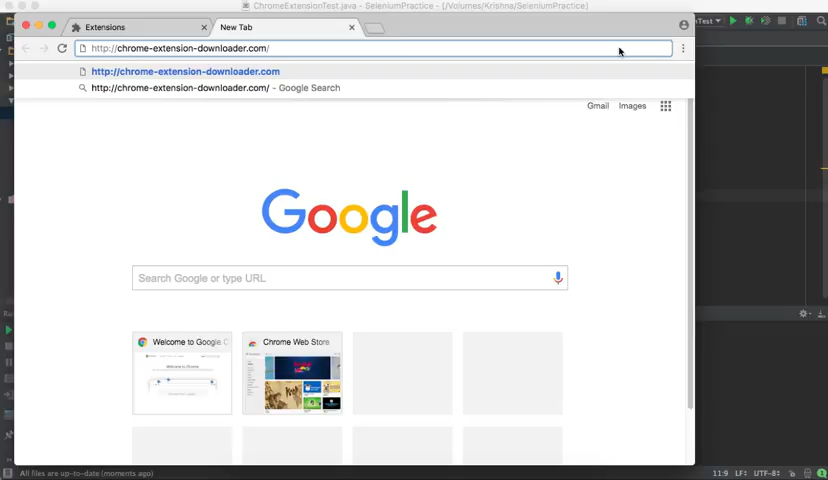 ChromeExtensionTest.java - SeleniumPractice - [/Volumes/Krishna/SeleniumPractice]
Extensions
New Tab
http://chrome-extension-downloader.com/
http://chrome-extension-downloader.com
http://chrome-extension-downloader.com/ - Google Search
Gmail Images
Google
Search Google or type URL
Welcome to Google C
Chrome Web Store
All files are up-to-date (moments ago)
11:9 LF÷ UTF-8÷